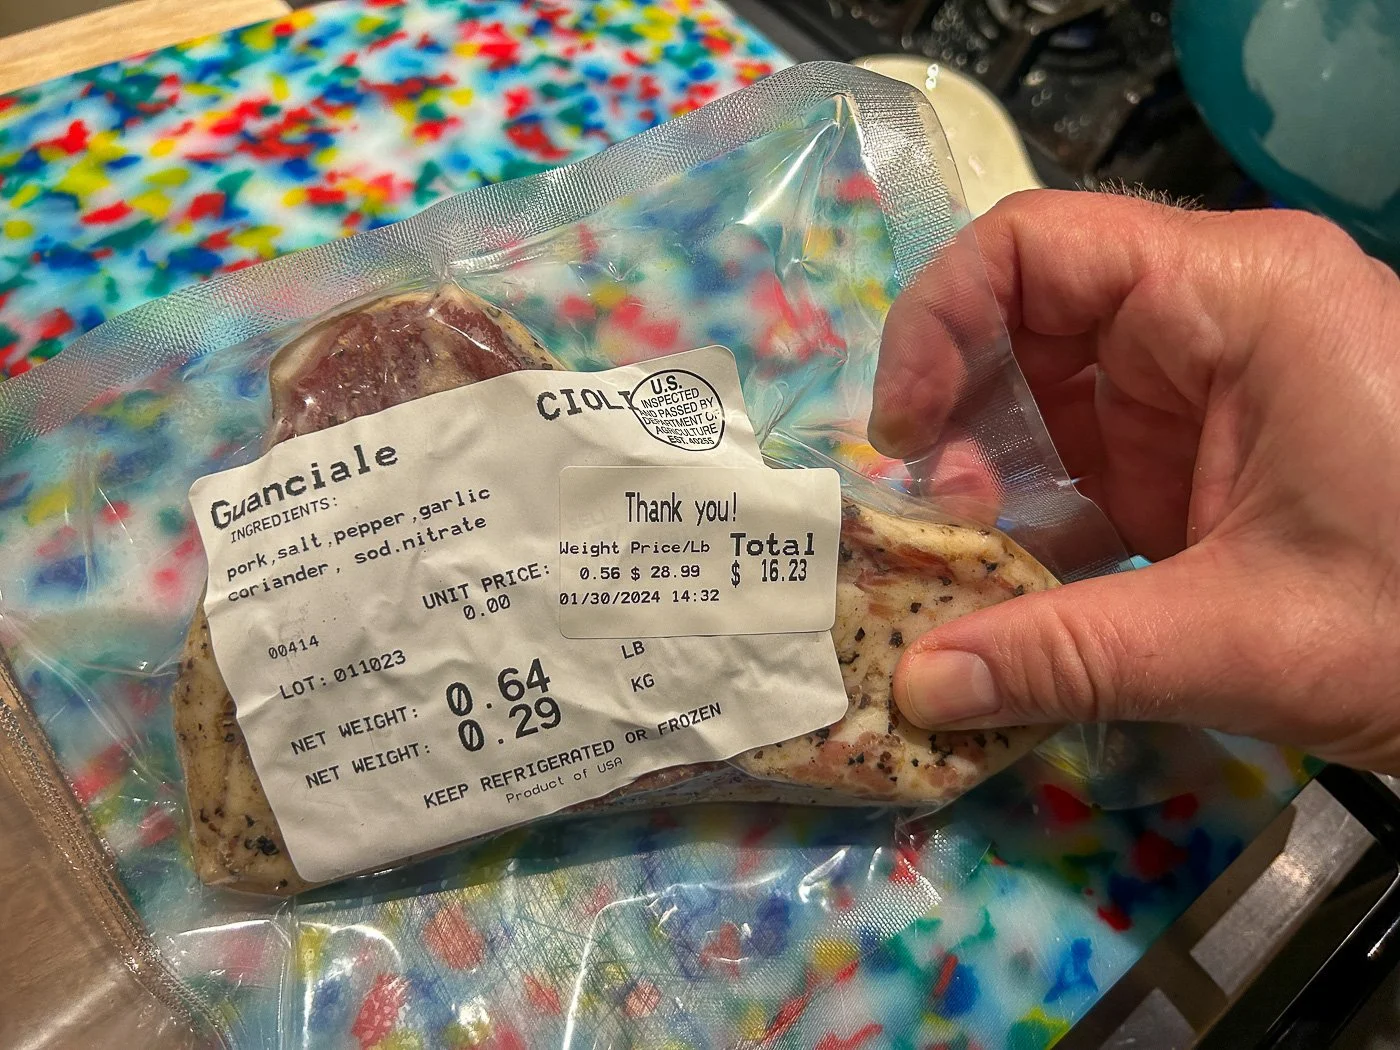 CIOLI
U.S.
INSPECTED
AND PASSED BY
DEPARTMENT OF
AGRICULTURE
EST. 40255
Guanciale
INGREDIENTS:
pork,salt,pepper,garlic
coriander, sod.nitrate
UNIT PRICE:
0.00
Thank you!
Weight Price/Lb Total
0.56 $ 28.99 $ 16.23
01/30/2024 14:32
00414
LOT: 011023
NET WEIGHT: 0.64 LB
NET WEIGHT: 0.29 KG
KEEP REFRIGERATED OR FROZEN
Product of USA